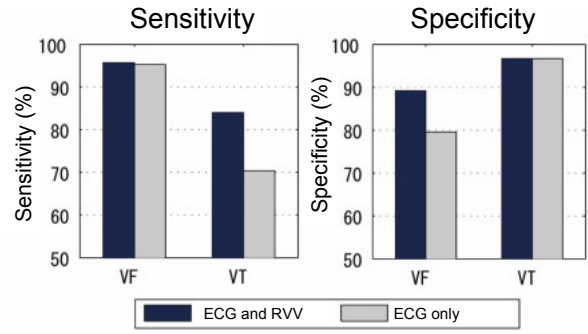 Sensitivity
Specificity
Sensitivity (%)
100
90
80
70
60
50
VF
VT
Specificity (%)
100
90
80
70
60
50
VF
VT
ECG and RVV
ECG only